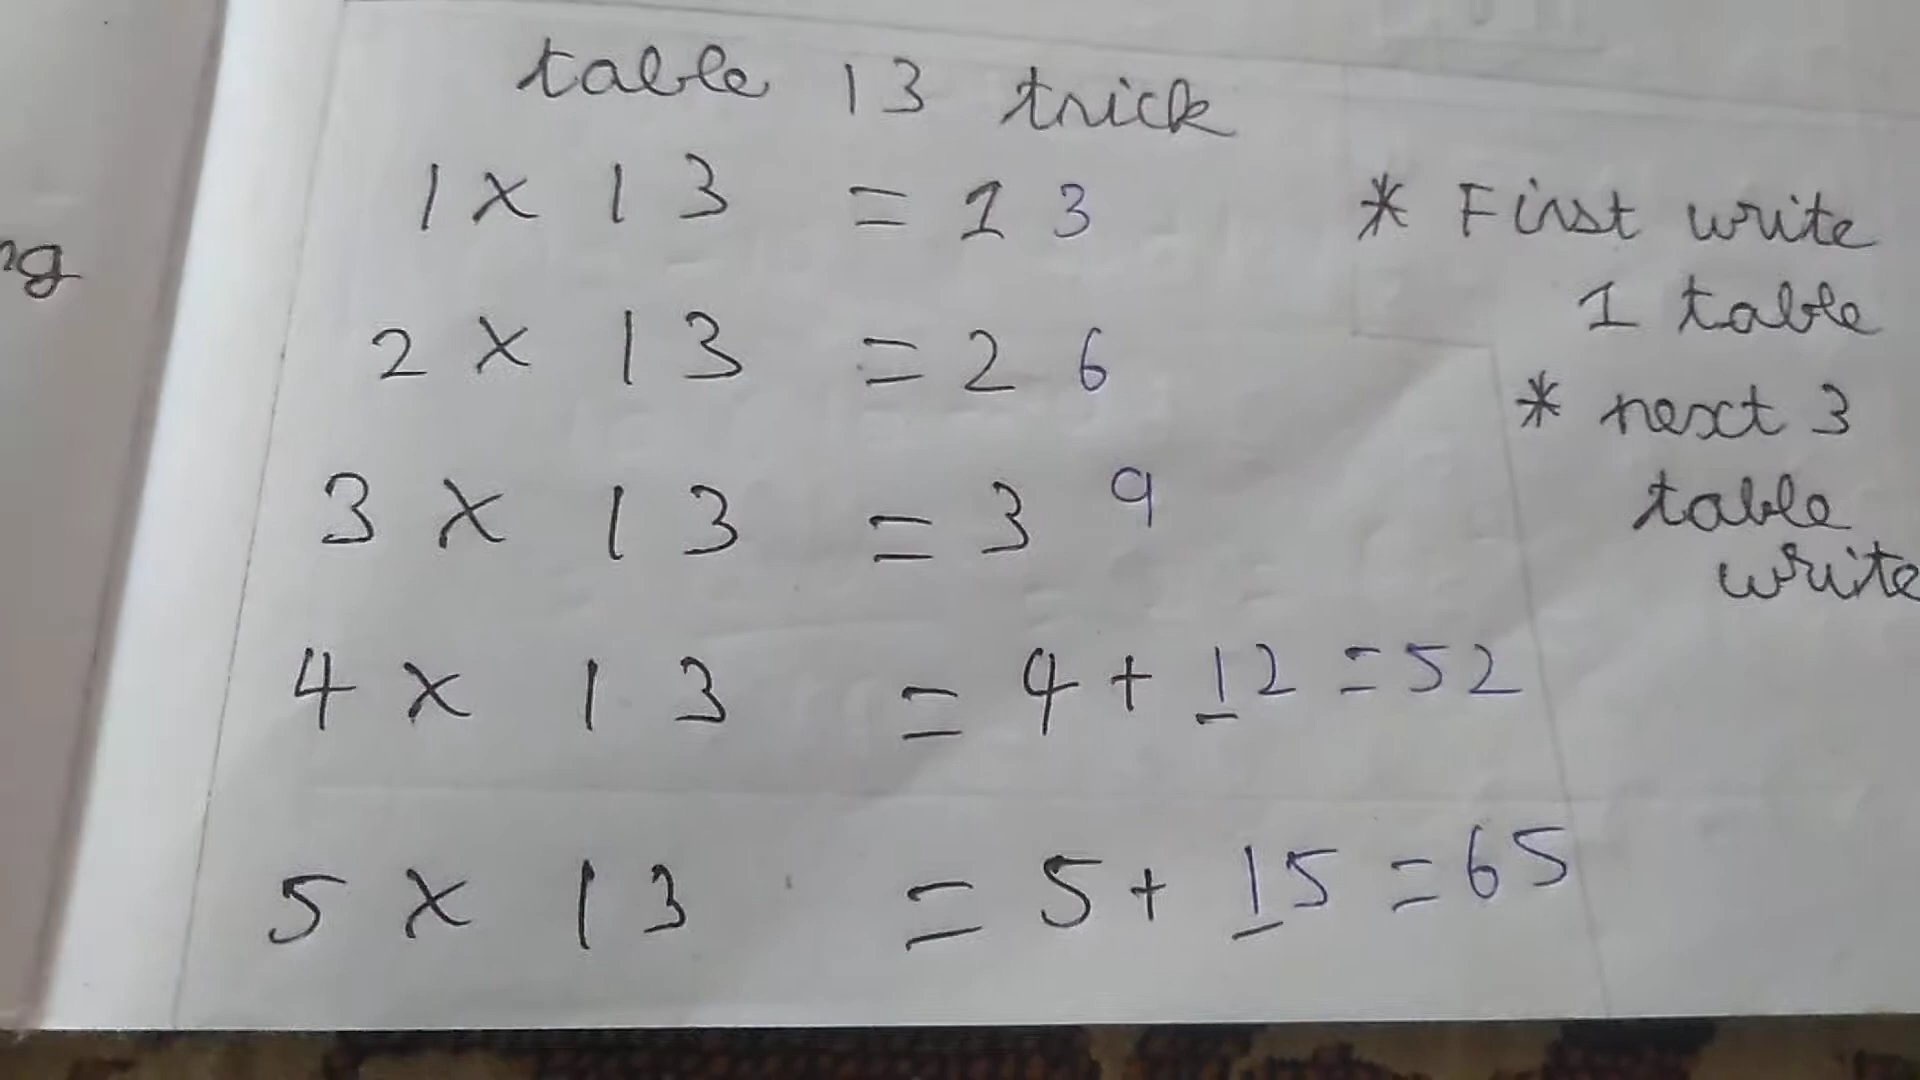 table 13 trick
1 x 13 = 13
2 x 13 = 26
3 x 13 = 39
4 x 13 = 4 + 12 = 52
5 x 13 = 5 + 15 = 65
* First write
1 table
* next 3
table
write